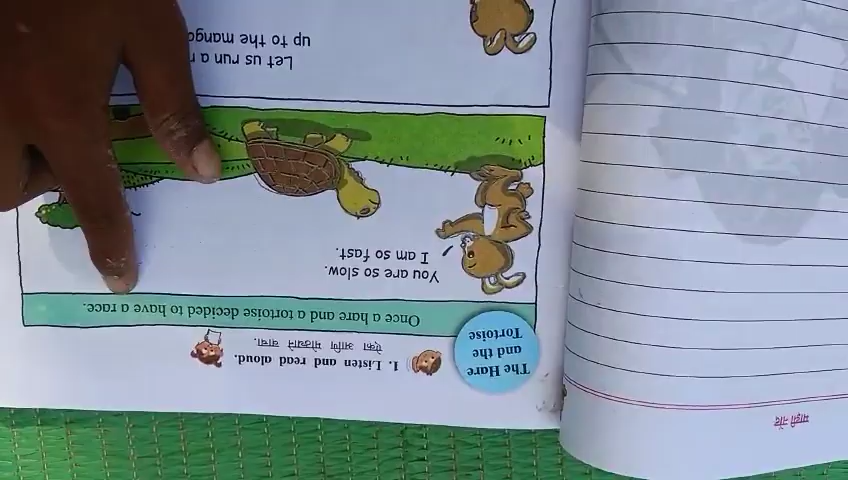 The Hare
and the
Tortoise
1. Listen and read aloud.
ऐका आणि मोठ्याने वाचा.
Once a hare and a tortoise decided to have a race.
You are so slow.
I am so fast.
Let us run a
up to the mango
माझी नोंद